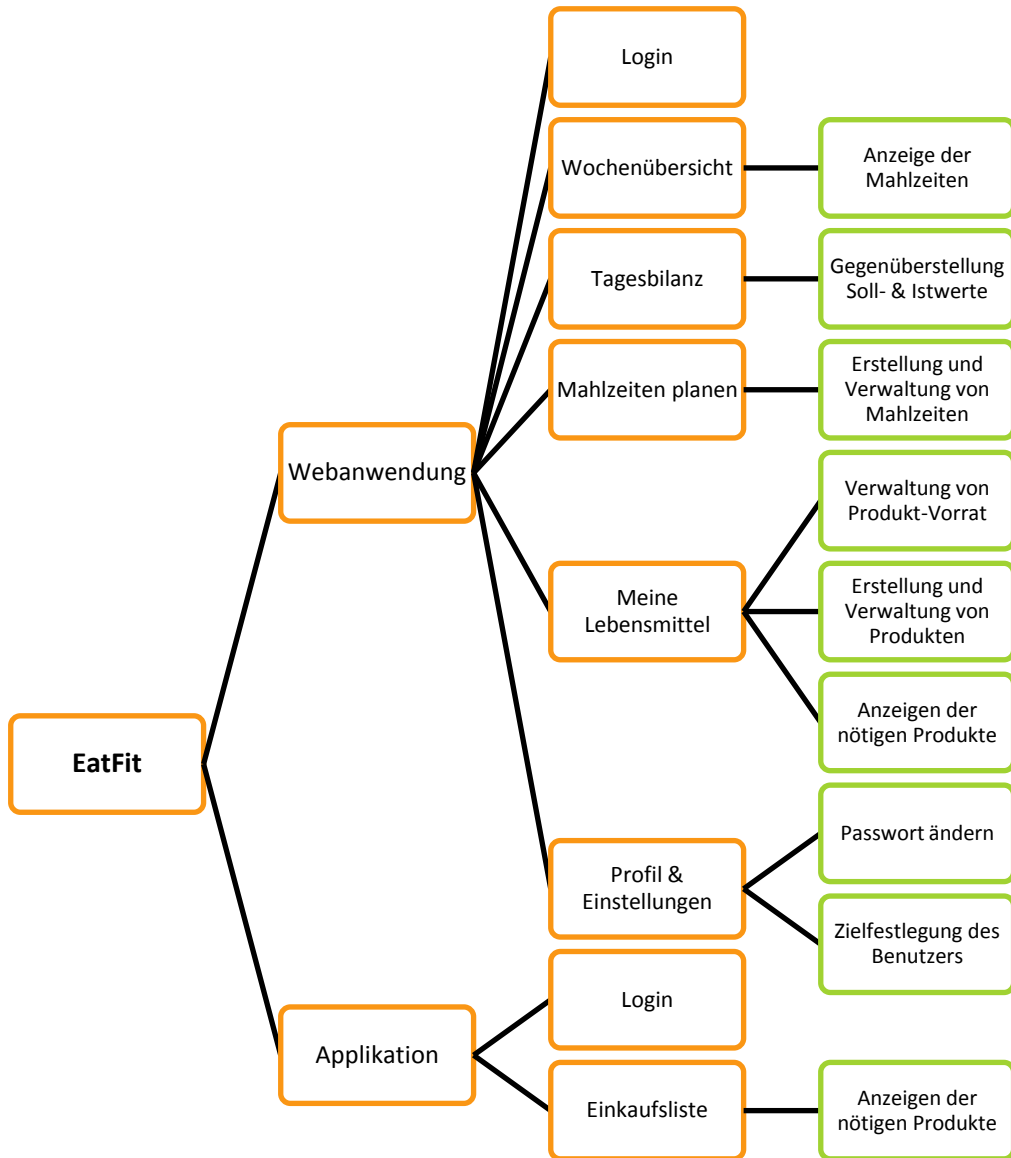 Login
Wochenübersicht
Anzeige der
Mahlzeiten
Tagesbilanz
Gegenüberstellung
Soll- & Istwerte
Mahlzeiten planen
Erstellung und
Verwaltung von
Mahlzeiten
Webanwendung
Verwaltung von
Produkt-Vorrat
Meine
Lebensmittel
Erstellung und
Verwaltung von
Produkten
Anzeigen der
nötigen Produkte
EatFit
Passwort ändern
Profil &
Einstellungen
Zielfestlegung des
Benutzers
Login
Applikation
Einkaufsliste
Anzeigen der
nötigen Produkte